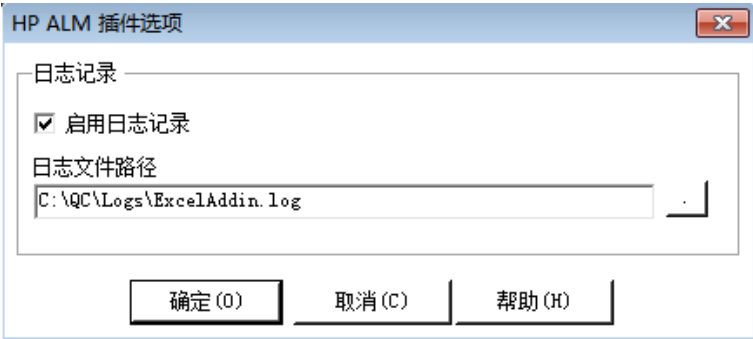 HP ALM 插件选项
日志记录
启用日志记录
日志文件路径
C:\QC\Logs\ExcelAddin.log
.
确定(O) 取消(C) 帮助(H)